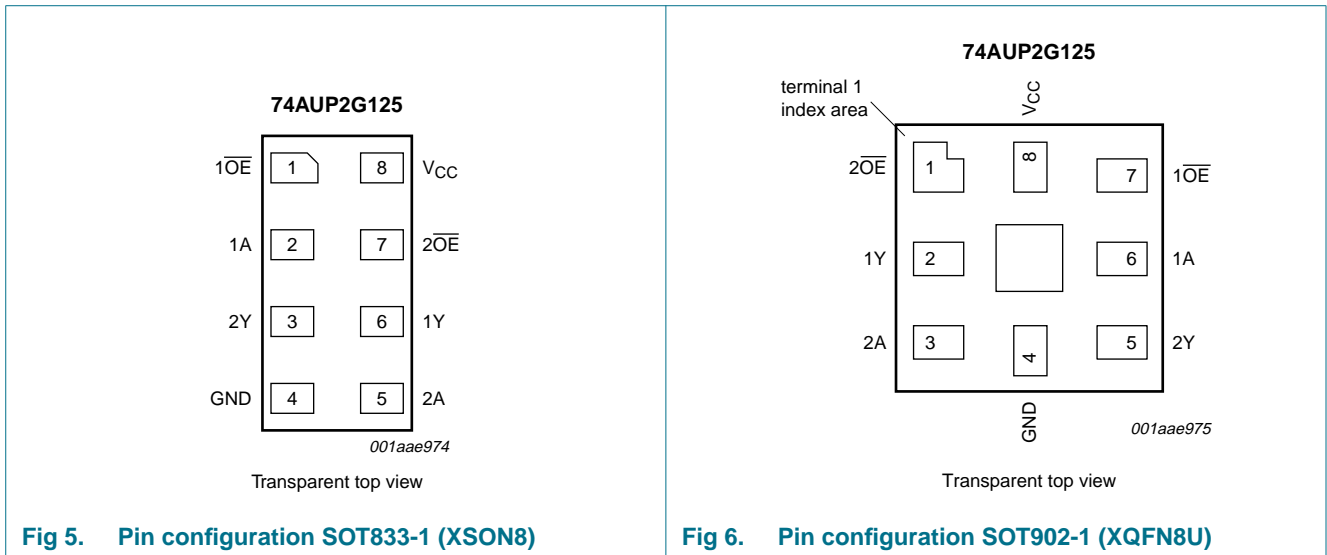 74AUP2G125
1OE 1 8 VCC
1A 2 7 2OE
2Y 3 6 1Y
GND 4 5 2A
001aae974
Transparent top view
Fig 5. Pin configuration SOT833-1 (XSON8)
74AUP2G125
terminal 1
index area
VCC
2OE 1 8 7 1OE
1Y 2 6 1A
2A 3 4 5 2Y
GND
001aae975
Transparent top view
Fig 6. Pin configuration SOT902-1 (XQFN8U)